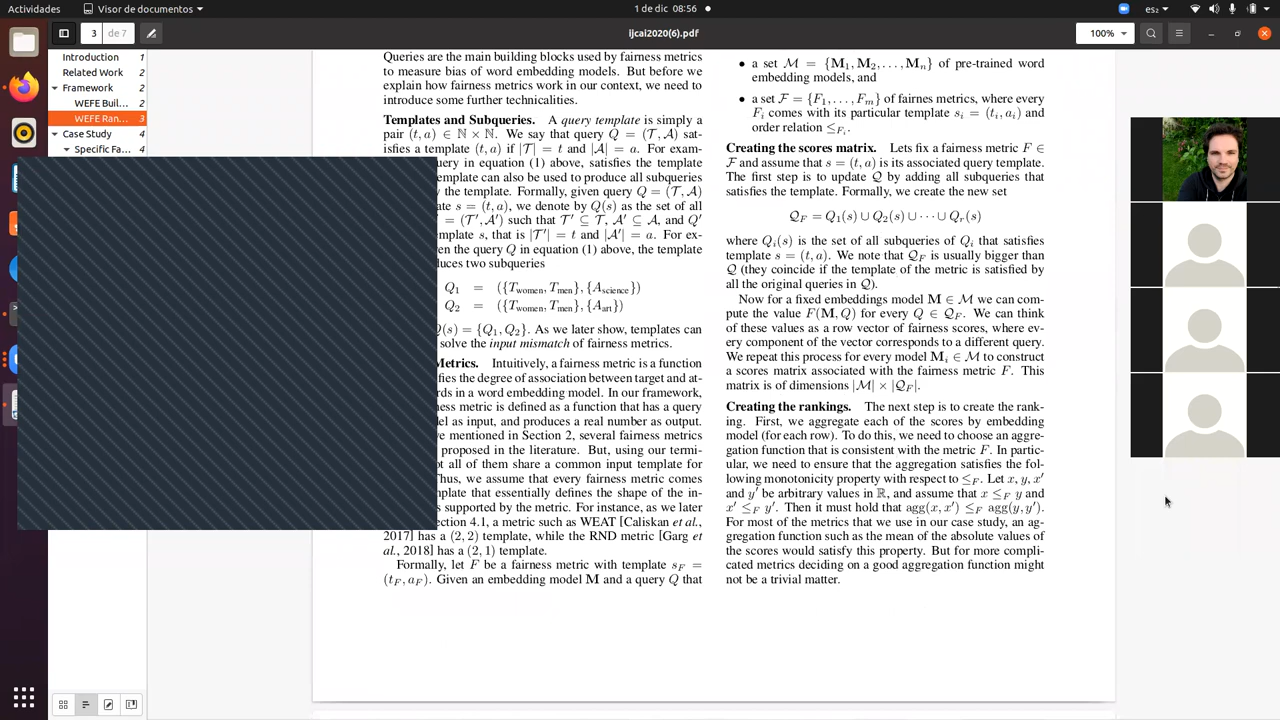 Actividades
Visor de documentos
1 de dic 08:56
es2
3
de 7
ijcai2020(6).pdf
100%
Introduction 1
Related Work 2
Framework 2
WEFE Buil... 2
WEFE Ran... 3
Case Study 4
Specific Fa... 4
Queries are the main building blocks used by fairness metrics
to measure bias of word embedding models. But before we
explain how fairness metrics work in our context, we need to
introduce some further technicalities.
Templates and Subqueries. A query template is simply a
pair (t, a) ∈ ℕ × ℕ. We say that query Q = (𝒯, 𝒜) sat-
isfies a template (t, a) if |𝒯| = t and |𝒜| = a. For exam-
uery in equation (1) above, satisfies the template
emplate can also be used to produce all subqueries
y the template. Formally, given query Q = (𝒯, 𝒜)
ate s = (t, a), we denote by Q(s) as the set of all
′ = (𝒯′, 𝒜′) such that 𝒯′ ⊆ 𝒯, 𝒜′ ⊆ 𝒜, and Q′
mplate s, that is |𝒯′| = t and |𝒜′| = a. For ex-
en the query Q in equation (1) above, the template
duces two subqueries
Q₁ = ({T_women, T_men}, {A_science})
Q₂ = ({T_women, T_men}, {A_art})
Q(s) = {Q₁, Q₂}. As we later show, templates can
solve the input mismatch of fairness metrics.
Metrics. Intuitively, a fairness metric is a function
fies the degree of association between target and at-
rds in a word embedding model. In our framework,
ness metric is defined as a function that has a query
el as input, and produces a real number as output.
ve mentioned in Section 2, several fairness metrics
proposed in the literature. But, using our termi-
ot all of them share a common input template for
Thus, we assume that every fairness metric comes
mplate that essentially defines the shape of the in-
s supported by the metric. For instance, as we later
ection 4.1, a metric such as WEAT [Caliskan et al.,
2017] has a (2, 2) template, while the RND metric [Garg et
al., 2018] has a (2, 1) template.
Formally, let F be a fairness metric with template s_F =
(t_F, a_F). Given an embedding model M and a query Q that
• a set ℳ = {M₁, M₂, . . . , Mₙ} of pre-trained word
embedding models, and
• a set ℱ = {F₁, . . . , Fₘ} of fairnes metrics, where every
Fᵢ comes with its particular template sᵢ = (tᵢ, aᵢ) and
order relation ≤_Fᵢ.
Creating the scores matrix. Lets fix a fairness metric F ∈
ℱ and assume that s = (t, a) is its associated query template.
The first step is to update 𝒬 by adding all subqueries that
satisfies the template. Formally, we create the new set
𝒬_F = Q₁(s) ∪ Q₂(s) ∪ · · · ∪ Qᵣ(s)
where Qᵢ(s) is the set of all subqueries of Qᵢ that satisfies
template s = (t, a). We note that 𝒬_F is usually bigger than
𝒬 (they coincide if the template of the metric is satisfied by
all the original queries in 𝒬).
Now for a fixed embeddings model M ∈ ℳ we can com-
pute the value F(M, Q) for every Q ∈ 𝒬_F. We can think
of these values as a row vector of fairness scores, where ev-
ery component of the vector corresponds to a different query.
We repeat this process for every model Mᵢ ∈ ℳ to construct
a scores matrix associated with the fairness metric F. This
matrix is of dimensions |ℳ| × |𝒬_F|.
Creating the rankings. The next step is to create the rank-
ing. First, we aggregate each of the scores by embedding
model (for each row). To do this, we need to choose an aggre-
gation function that is consistent with the metric F. In partic-
ular, we need to ensure that the aggregation satisfies the fol-
lowing monotonicity property with respect to ≤_F. Let x, y, x′
and y′ be arbitrary values in ℝ, and assume that x ≤_F y and
x′ ≤_F y′. Then it must hold that agg(x, x′) ≤_F agg(y, y′).
For most of the metrics that we use in our case study, an ag-
gregation function such as the mean of the absolute values of
the scores would satisfy this property. But for more compli-
cated metrics deciding on a good aggregation function might
not be a trivial matter.